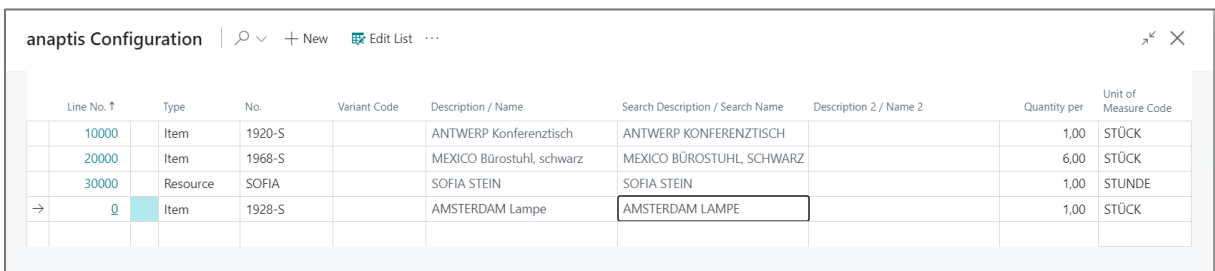 anaptis Configuration + New Edit List ...
Unit of
Line No. ↑ Type No. Variant Code Description / Name Search Description / Search Name Description 2 / Name 2 Quantity per Measure Code
10000 Item 1920-S ANTWERP Konferenztisch ANTWERP KONFERENZTISCH 1,00 STÜCK
20000 Item 1968-S MEXICO Bürostuhl, schwarz MEXICO BÜROSTUHL, SCHWARZ 6,00 STÜCK
30000 Resource SOFIA SOFIA STEIN SOFIA STEIN 1,00 STUNDE
→ 0 Item 1928-S AMSTERDAM Lampe AMSTERDAM LAMPE 1,00 STÜCK